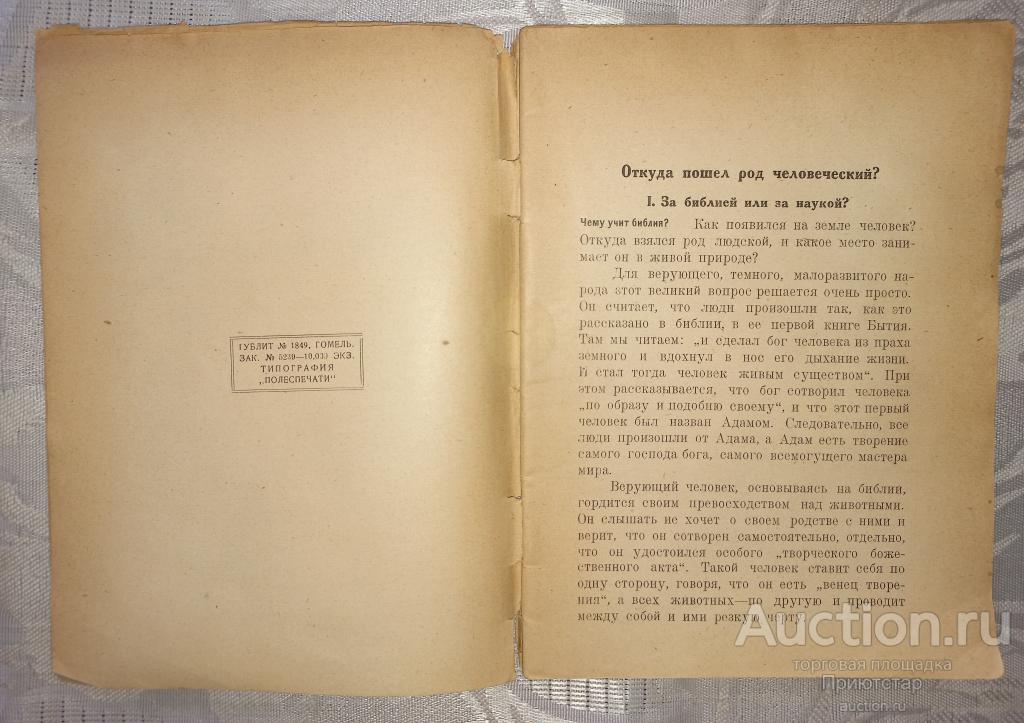 ГУБЛИТ № 1849, ГОМЕЛЬ.
ЗАК. № 5239—10,000 ЭКЗ.
ТИПОГРАФИЯ
„ПОЛЕСПЕЧАТИ“
Откуда пошел род человеческий?
I. За библией или за наукой?
Чему учит библия? Как появился на земле человек?
Откуда взялся род людской, и какое место зани-
мает он в живой природе?
Для верующего, темного, малоразвитого на-
рода этот великий вопрос решается очень просто.
Он считает, что люди произошли так, как это
рассказано в библии, в ее первой книге Бытия.
Там мы читаем: „и сделал бог человека из праха
земного и вдохнул в нос его дыхание жизни.
И стал тогда человек живым существом“. При
этом рассказывается, что бог сотворил человека
„по образу и подобию своему“, и что этот первый
человек был назван Адамом. Следовательно, все
люди произошли от Адама, а Адам есть творение
самого господа бога, самого всемогущего мастера
мира.
Верующий человек, основываясь на библии,
гордится своим превосходством над животными.
Он слышать не хочет о своем родстве с ними и
верит, что он сотворен самостоятельно, отдельно,
что он удостоился особого „творческого боже-
ственного акта“. Такой человек ставит себя по
одну сторону, говоря, что он есть „венец творе-
ния“, а всех животных—по другую и проводит
между собой и ими резкую черту.
Auction.ru
торговая площадка
Приютстар
auction.ru